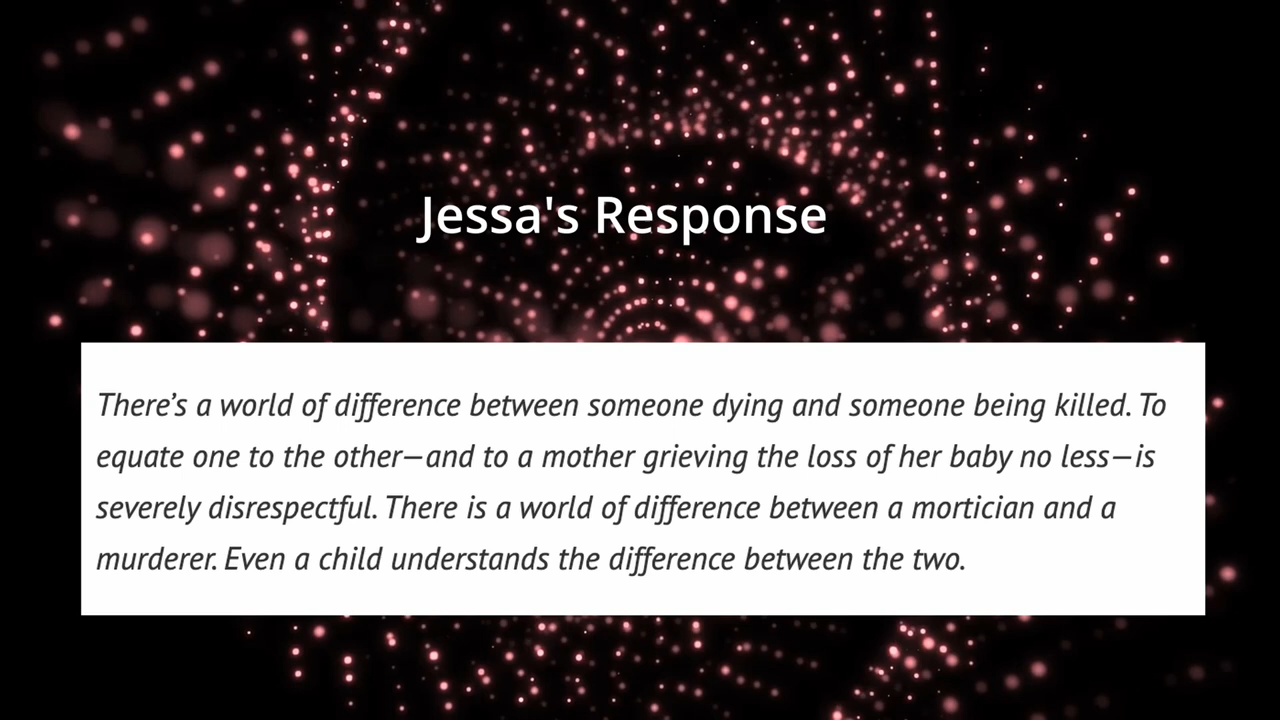 Jessa's Response
There’s a world of difference between someone dying and someone being killed. To
equate one to the other—and to a mother grieving the loss of her baby no less—is
severely disrespectful. There is a world of difference between a mortician and a
murderer. Even a child understands the difference between the two.